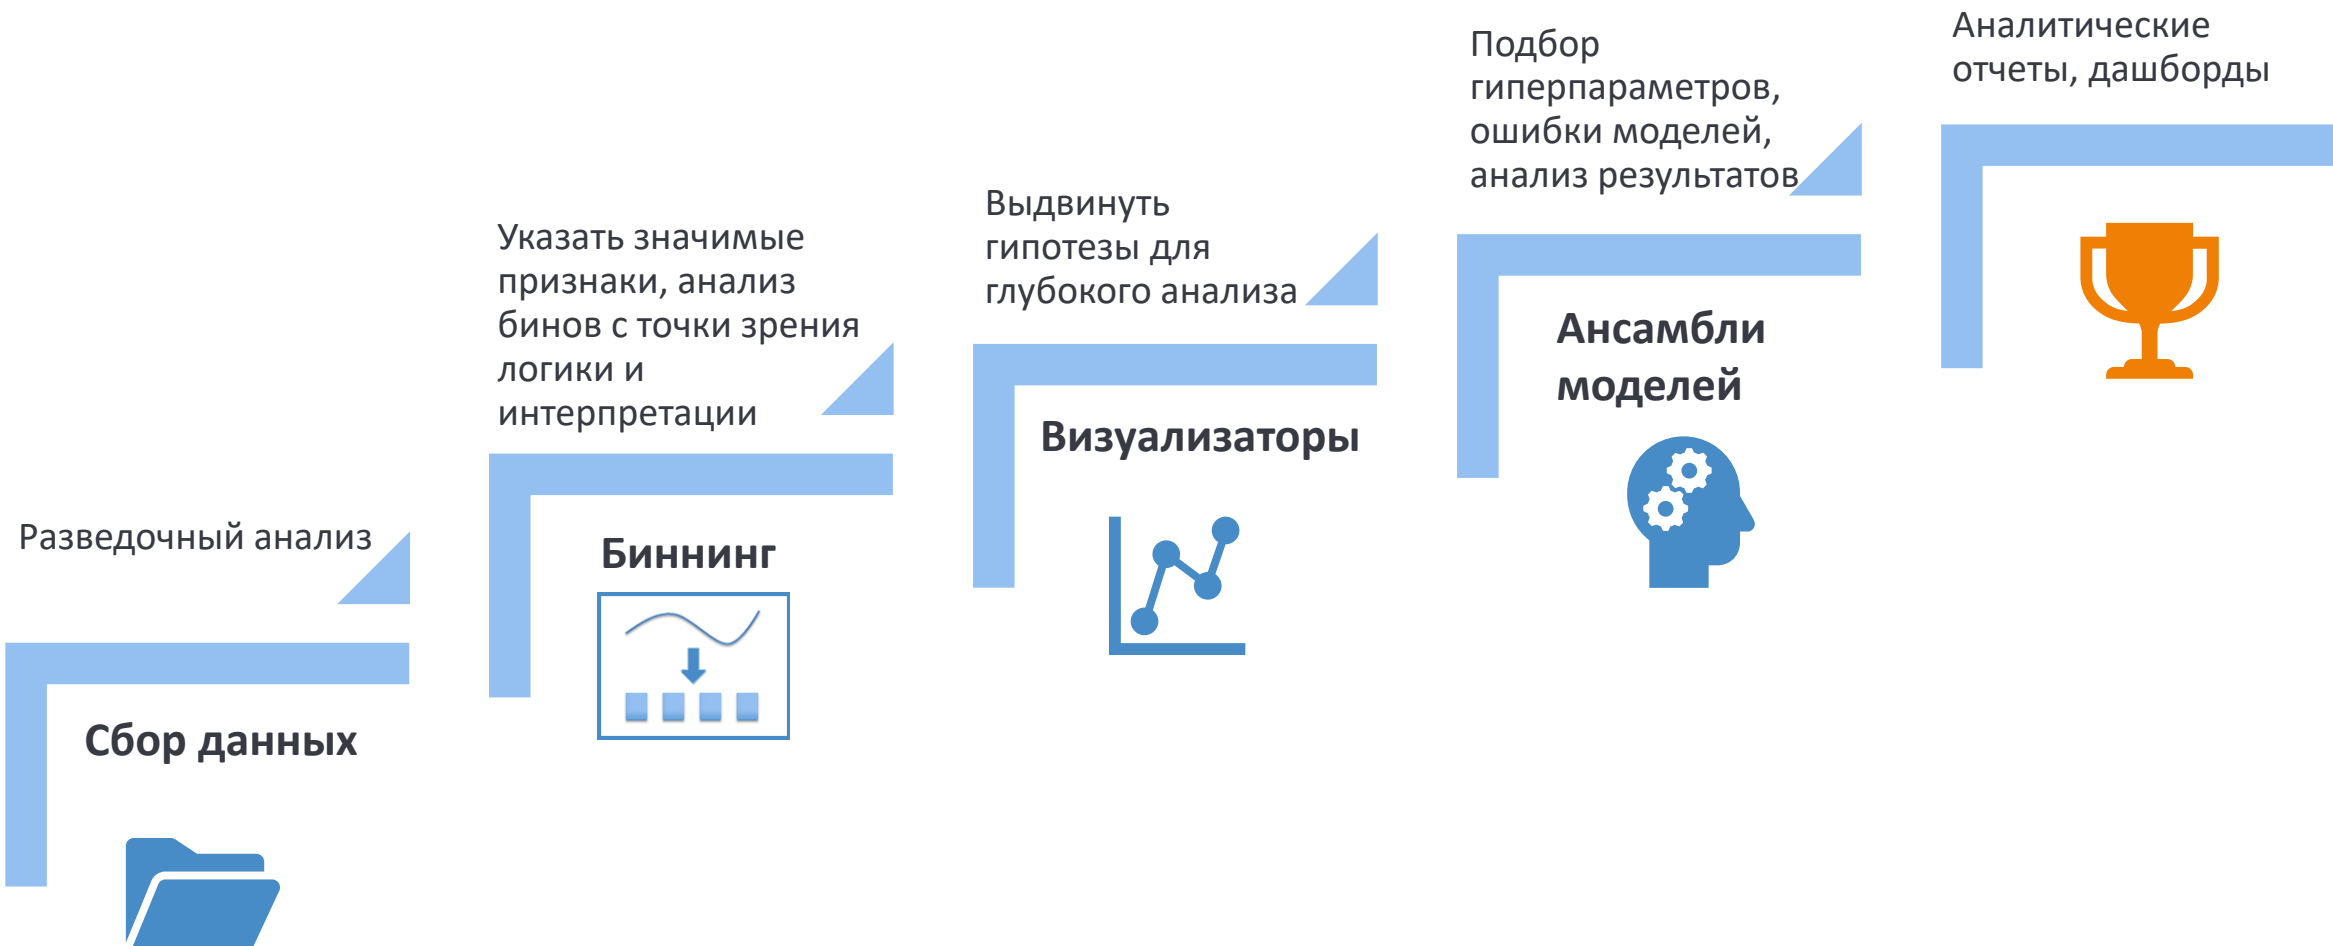 Разведочный анализ
Сбор данных
Указать значимые
признаки, анализ
бинов с точки зрения
логики и
интерпретации
Биннинг
Выдвинуть
гипотезы для
глубокого анализа
Визуализаторы
Подбор
гиперпараметров,
ошибки моделей,
анализ результатов
Ансамбли
моделей
Аналитические
отчеты, дашборды